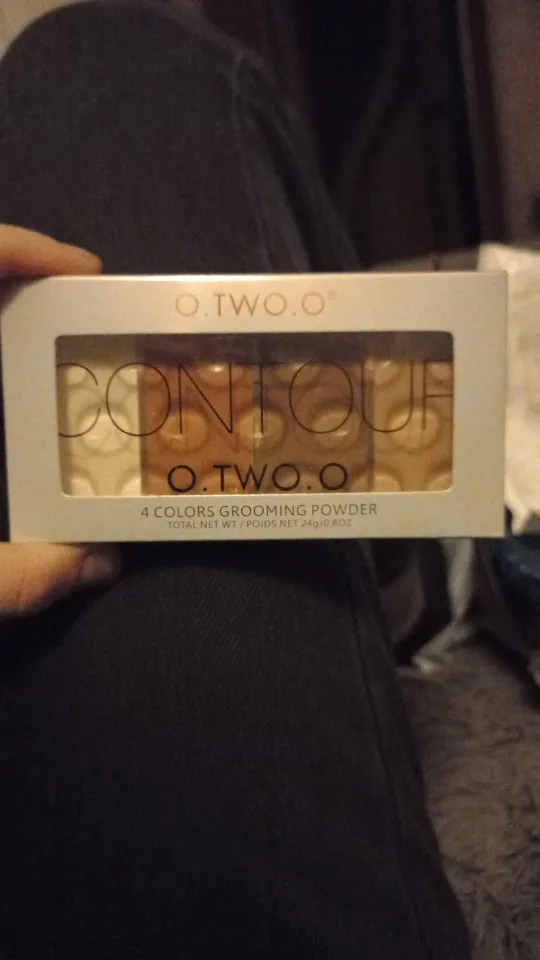 O.TWO.O®
CONTOUR
O.TWO.O
4 COLORS GROOMING POWDER
TOTAL NET WT / POIDS NET 24g/0.8OZ